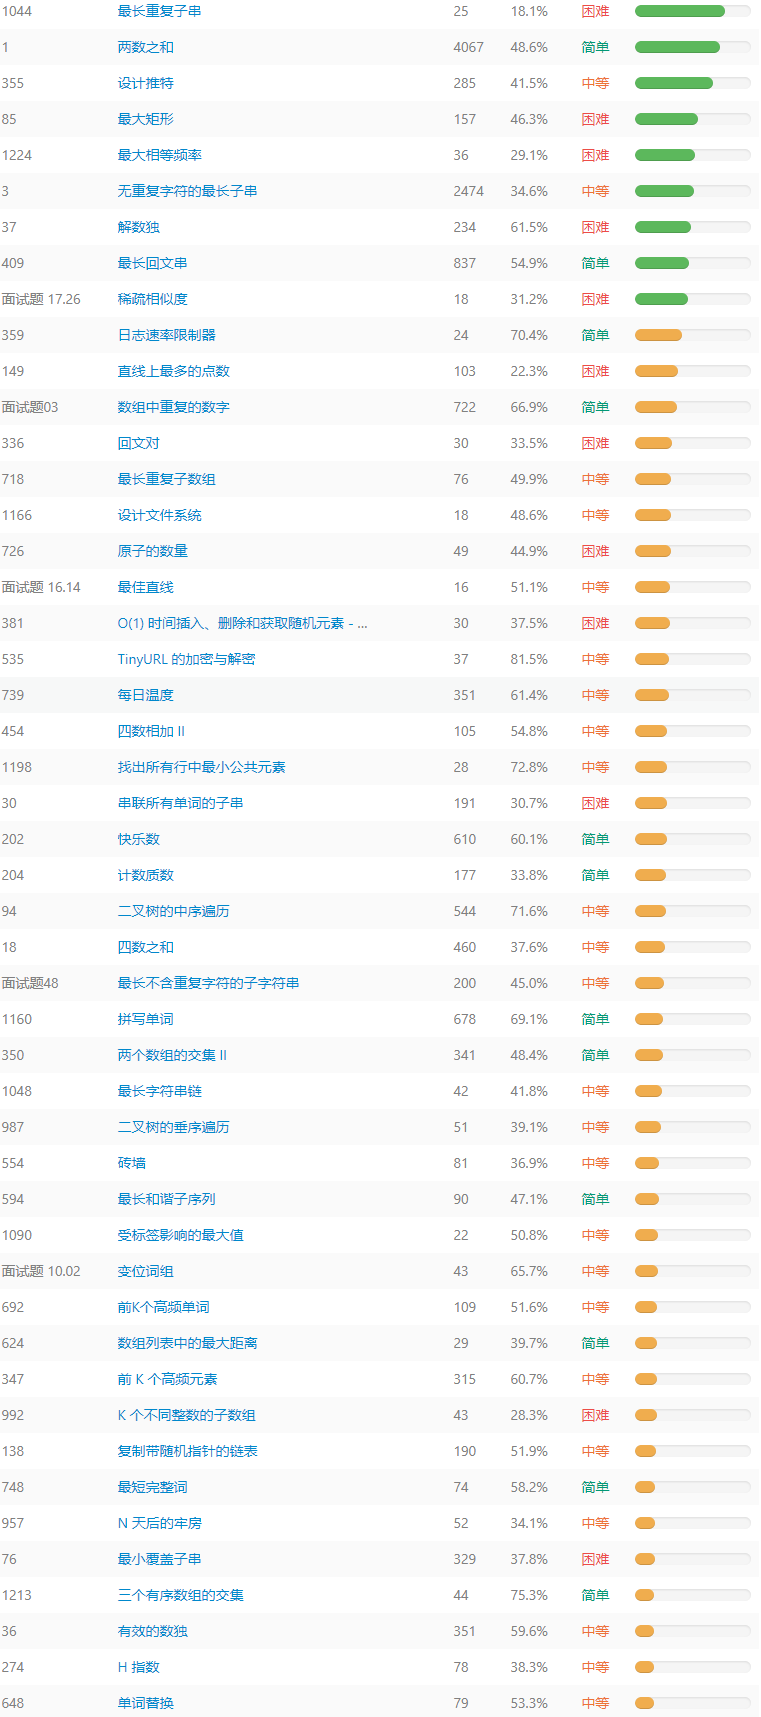 1044 最长重复子串 25 18.1% 困难
1 两数之和 4067 48.6% 简单
355 设计推特 285 41.5% 中等
85 最大矩形 157 46.3% 困难
1224 最大相等频率 36 29.1% 困难
3 无重复字符的最长子串 2474 34.6% 中等
37 解数独 234 61.5% 困难
409 最长回文串 837 54.9% 简单
面试题 17.26 稀疏相似度 18 31.2% 困难
359 日志速率限制器 24 70.4% 简单
149 直线上最多的点数 103 22.3% 困难
面试题03 数组中重复的数字 722 66.9% 简单
336 回文对 30 33.5% 困难
718 最长重复子数组 76 49.9% 中等
1166 设计文件系统 18 48.6% 中等
726 原子的数量 49 44.9% 困难
面试题 16.14 最佳直线 16 51.1% 中等
381 O(1) 时间插入、删除和获取随机元素 - ... 30 37.5% 困难
535 TinyURL 的加密与解密 37 81.5% 中等
739 每日温度 351 61.4% 中等
454 四数相加 II 105 54.8% 中等
1198 找出所有行中最小公共元素 28 72.8% 中等
30 串联所有单词的子串 191 30.7% 困难
202 快乐数 610 60.1% 简单
204 计数质数 177 33.8% 简单
94 二叉树的中序遍历 544 71.6% 中等
18 四数之和 460 37.6% 中等
面试题48 最长不含重复字符的子字符串 200 45.0% 中等
1160 拼写单词 678 69.1% 简单
350 两个数组的交集 II 341 48.4% 简单
1048 最长字符串链 42 41.8% 中等
987 二叉树的垂序遍历 51 39.1% 中等
554 砖墙 81 36.9% 中等
594 最长和谐子序列 90 47.1% 简单
1090 受标签影响的最大值 22 50.8% 中等
面试题 10.02 变位词组 43 65.7% 中等
692 前K个高频单词 109 51.6% 中等
624 数组列表中的最大距离 29 39.7% 简单
347 前 K 个高频元素 315 60.7% 中等
992 K 个不同整数的子数组 43 28.3% 困难
138 复制带随机指针的链表 190 51.9% 中等
748 最短完整词 74 58.2% 简单
957 N 天后的牢房 52 34.1% 中等
76 最小覆盖子串 329 37.8% 困难
1213 三个有序数组的交集 44 75.3% 简单
36 有效的数独 351 59.6% 中等
274 H 指数 78 38.3% 中等
648 单词替换 79 53.3% 中等